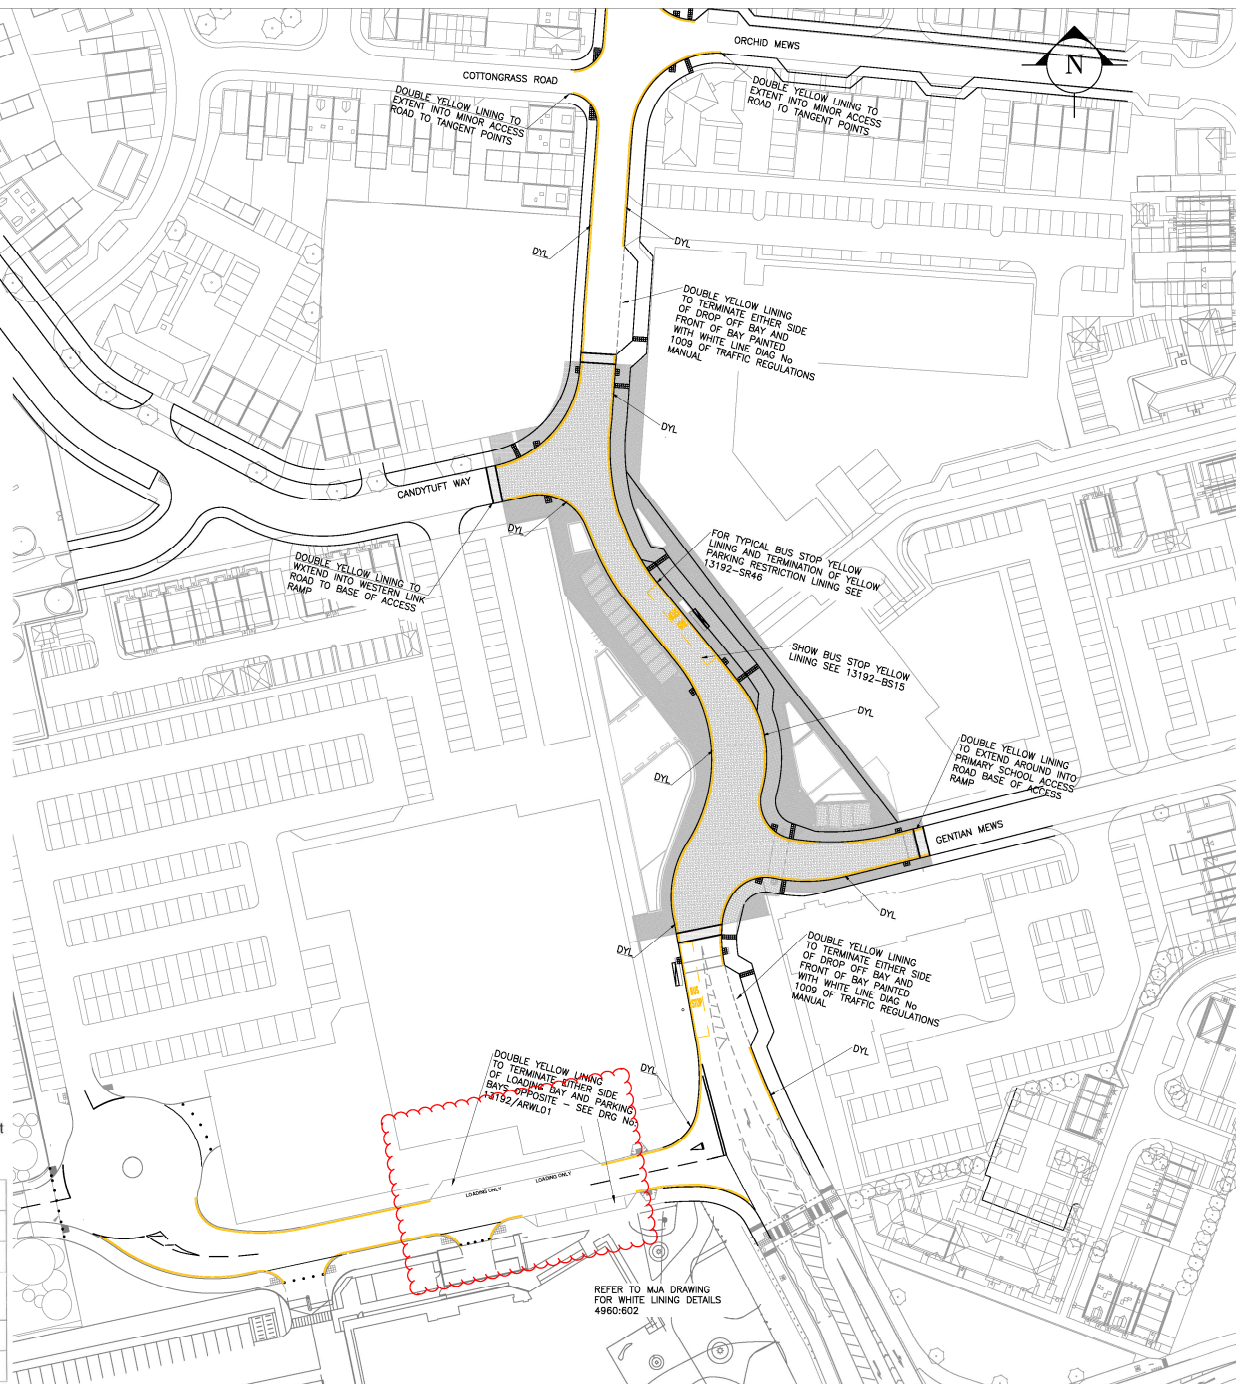 ORCHID MEWS
N
COTTONGRASS ROAD
DOUBLE YELLOW LINING TO
EXTENT INTO MINOR ACCESS
ROAD TO TANGENT POINTS
DOUBLE YELLOW LINING TO
EXTENT INTO MINOR ACCESS
ROAD TO TANGENT POINTS
DYL
DYL
DOUBLE YELLOW LINING
TO TERMINATE EITHER SIDE
OF DROP OFF BAY AND
FRONT OF BAY PAINTED
WITH WHITE LINE DIAG No
1009 OF TRAFFIC REGULATIONS
MANUAL
DYL
CANDYTUFT WAY
DYL
FOR TYPICAL BUS STOP YELLOW
LINING AND TERMINATION OF YELLOW
PARKING RESTRICTION LINING SEE
13192-SR46
DOUBLE YELLOW LINING TO
WXTEND INTO WESTERN LINK
ROAD TO BASE OF ACCESS
RAMP
SHOW BUS STOP YELLOW
LINING SEE 13192-BS15
DYL
DOUBLE YELLOW LINING
TO EXTEND AROUND INTO
PRIMARY SCHOOL ACCESS
ROAD BASE OF ACCESS
RAMP
DYL
GENTIAN MEWS
DYL
DYL
DOUBLE YELLOW LINING
TO TERMINATE EITHER SIDE
OF DROP OFF BAY AND
FRONT OF BAY PAINTED
WITH WHITE LINE DIAG No
1009 OF TRAFFIC REGULATIONS
MANUAL
BUS
STOP
DYL
DYL
DOUBLE YELLOW LINING
TO TERMINATE EITHER SIDE
OF LOADING BAY AND PARKING
BAYS OPPOSITE - SEE DRG No:
13192/ARWL01
LOADING ONLY
LOADING ONLY
REFER TO MJA DRAWING
FOR WHITE LINING DETAILS
4960:602